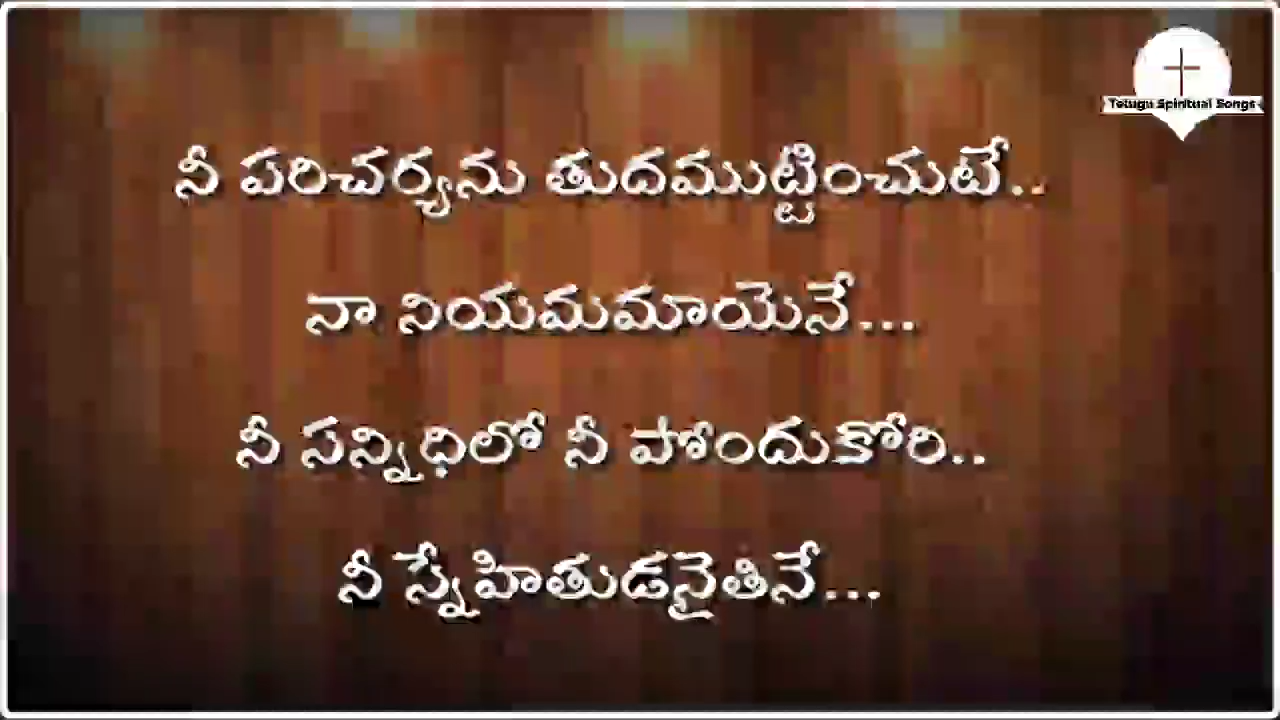 Telugu Spiritual Songs
నీ పరిచర్యను తుదముట్టించుటే..
నా నియమమాయెనే...
నీ సన్నిధిలో నీ పోందుకోరి..
నీ స్నేహితుడనైతినే...